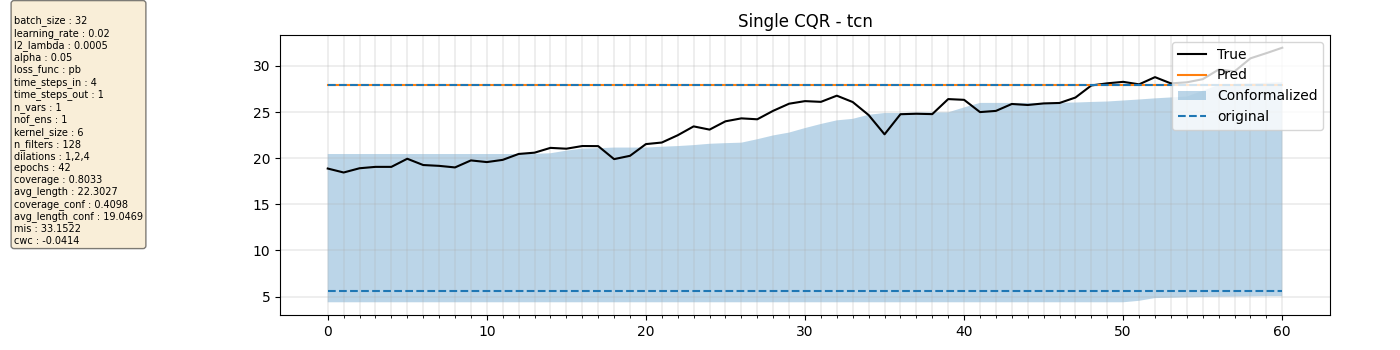 Single CQR - tcn
batch_size : 32
learning_rate : 0.02
l2_lambda : 0.0005
alpha : 0.05
loss_func : pb
time_steps_in : 4
time_steps_out : 1
n_vars : 1
nof_ens : 1
kernel_size : 6
n_filters : 128
dilations : 1,2,4
epochs : 42
coverage : 0.8033
avg_length : 22.3027
coverage_conf : 0.4098
avg_length_conf : 19.0469
mis : 33.1522
cwc : -0.0414
True
Pred
Conformalized
original
30
25
20
15
10
5
0 10 20 30 40 50 60